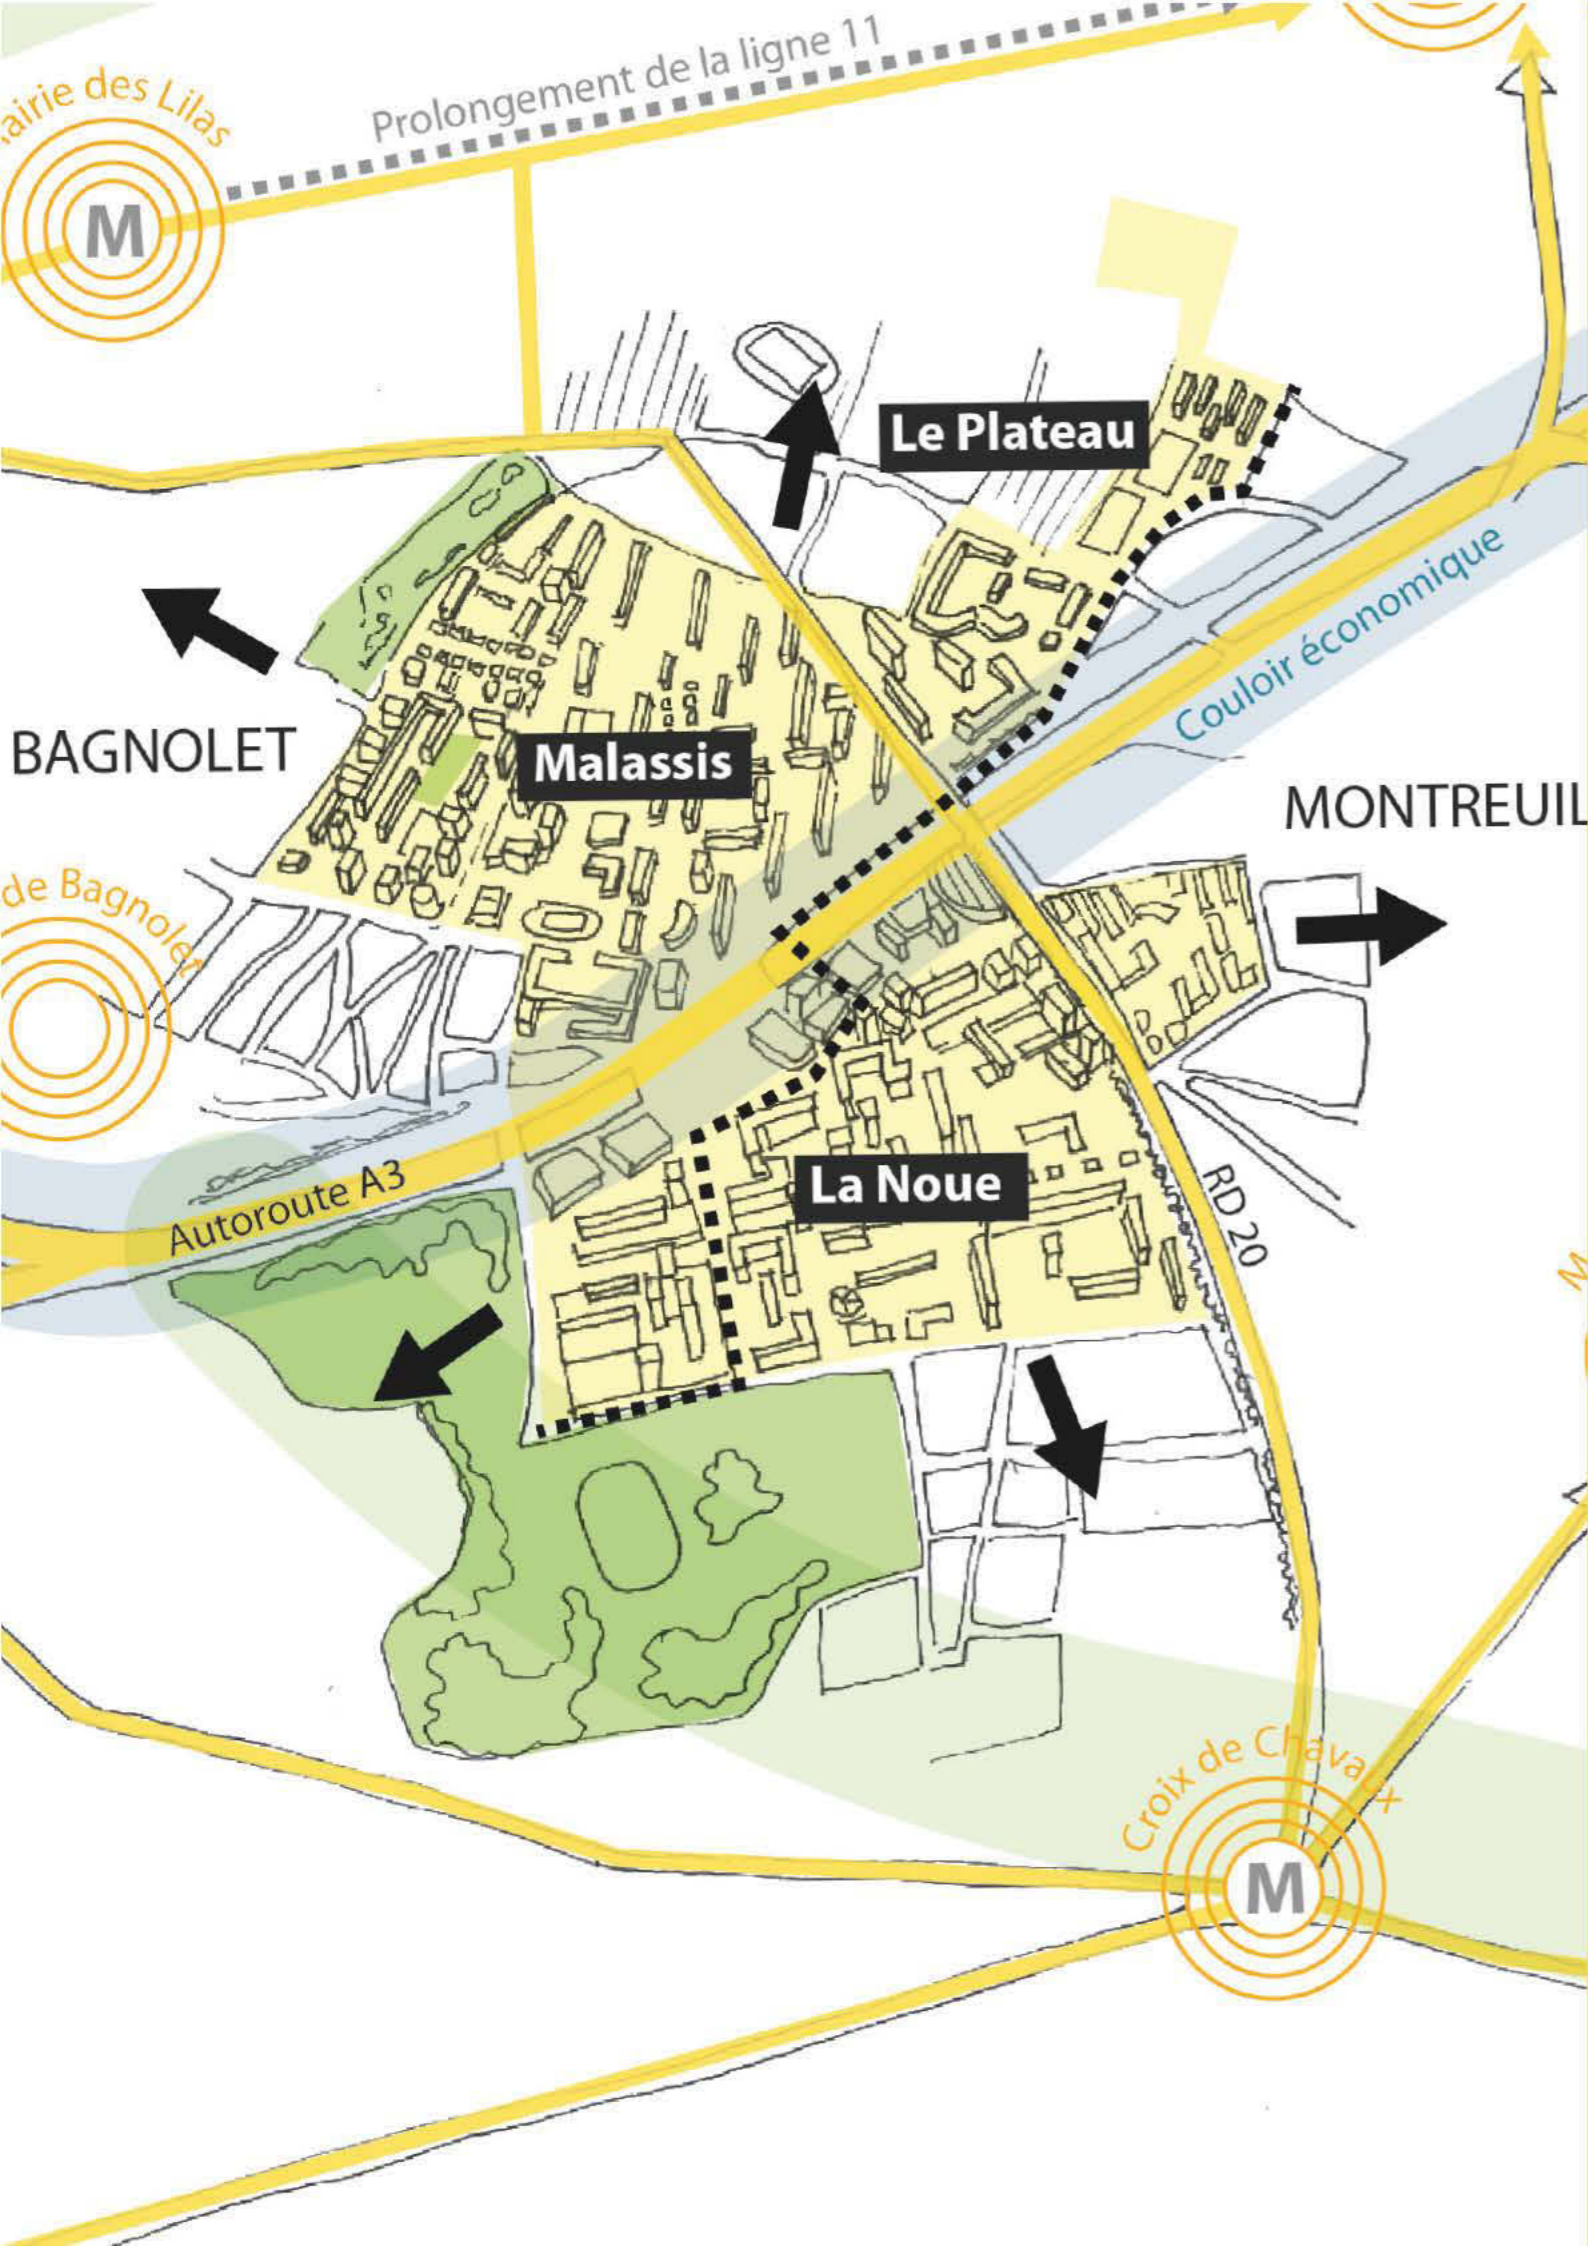 Prolongement de la ligne 11
airie des Lilas
M
Le Plateau
Couloir économique
BAGNOLET
Malassis
MONTREUIL
de Bagnolet
Autoroute A3
La Noue
RD 20
M
Croix de Chavaux
M